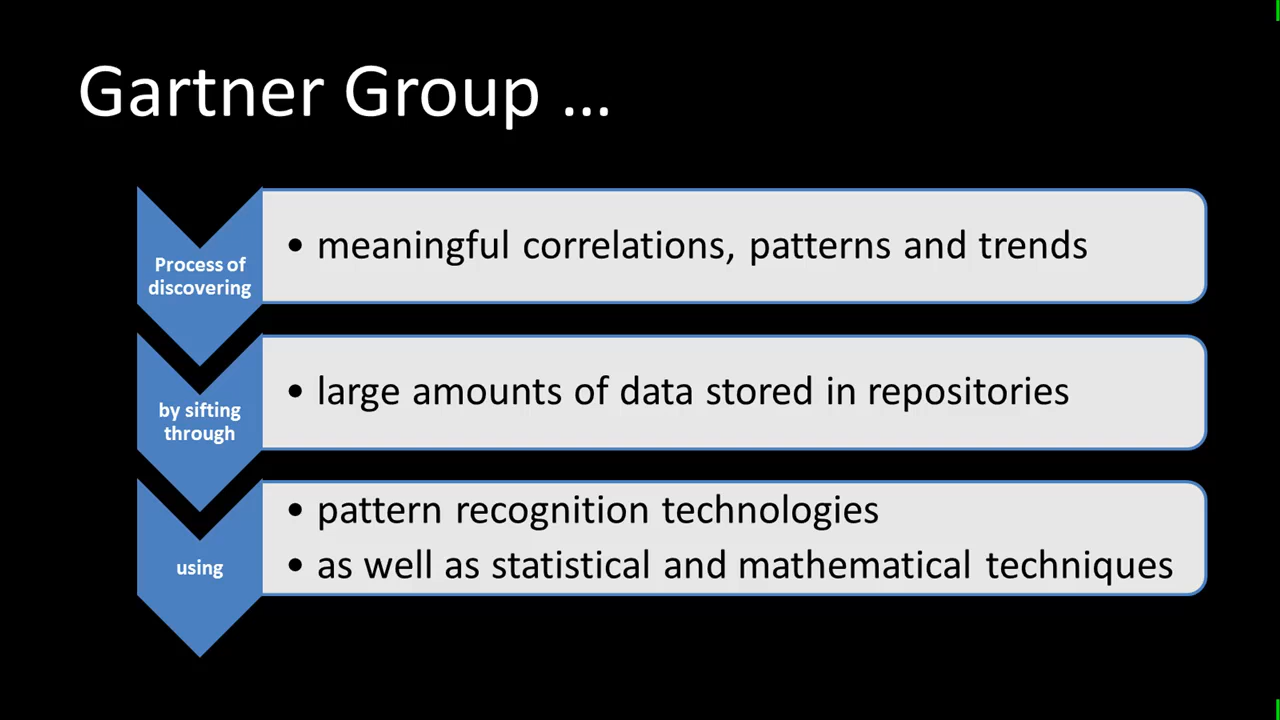 Gartner Group ...
Process of
discovering
• meaningful correlations, patterns and trends
by sifting
through
• large amounts of data stored in repositories
using
• pattern recognition technologies
• as well as statistical and mathematical techniques